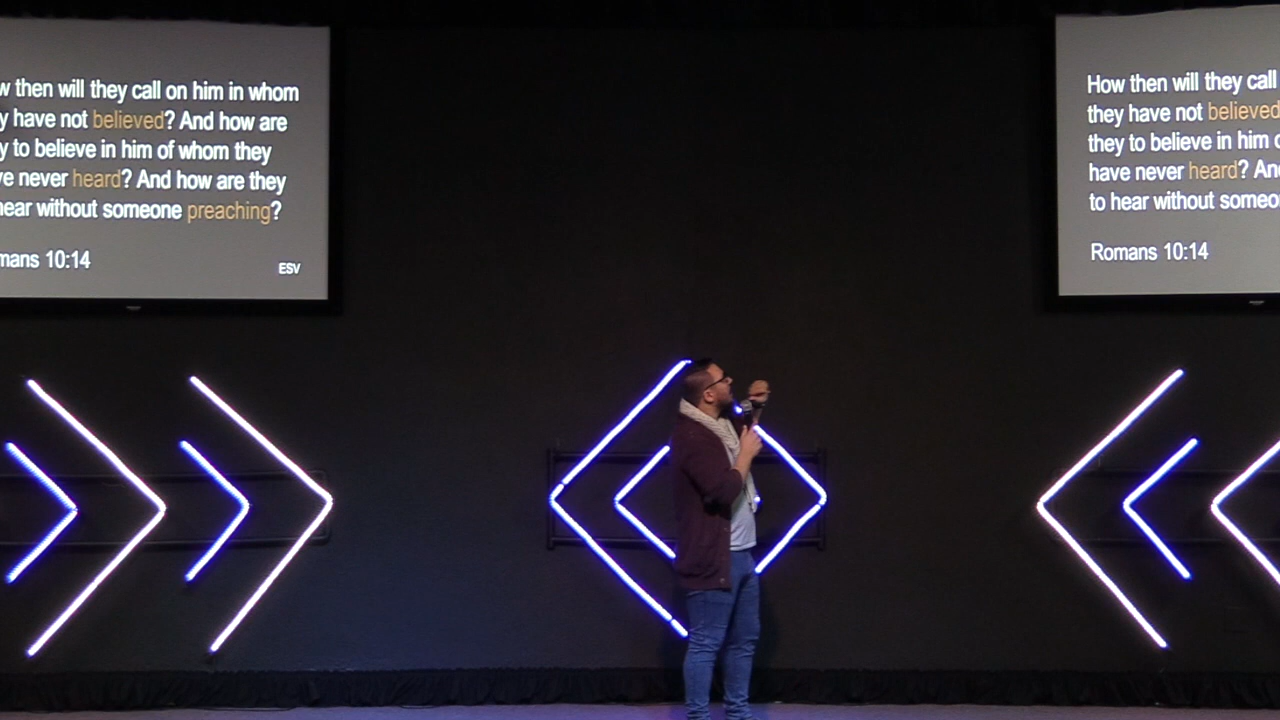 then will they call on him in whom
have not believed? And how are
to believe in him of whom they
never heard? And how are they
hear without someone preaching?
10:14
ESV
How then will they call
they have not believed
they to believe in him
have never heard?
to hear without
Romans 10:14